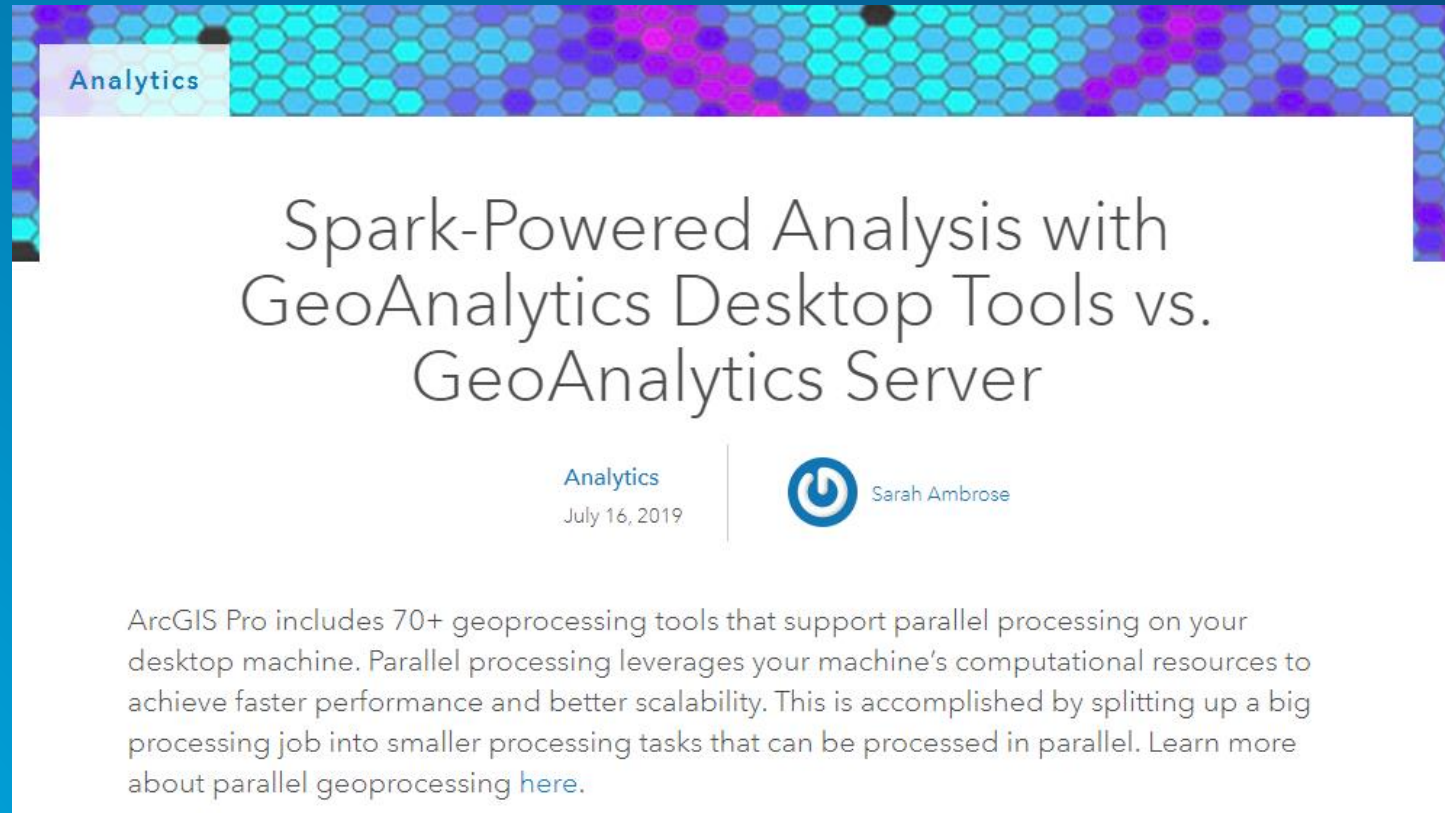 Analytics
Spark-Powered Analysis with
GeoAnalytics Desktop Tools vs.
GeoAnalytics Server
Analytics
July 16, 2019
Sarah Ambrose
ArcGIS Pro includes 70+ geoprocessing tools that support parallel processing on your
desktop machine. Parallel processing leverages your machine’s computational resources to
achieve faster performance and better scalability. This is accomplished by splitting up a big
processing job into smaller processing tasks that can be processed in parallel. Learn more
about parallel geoprocessing here.